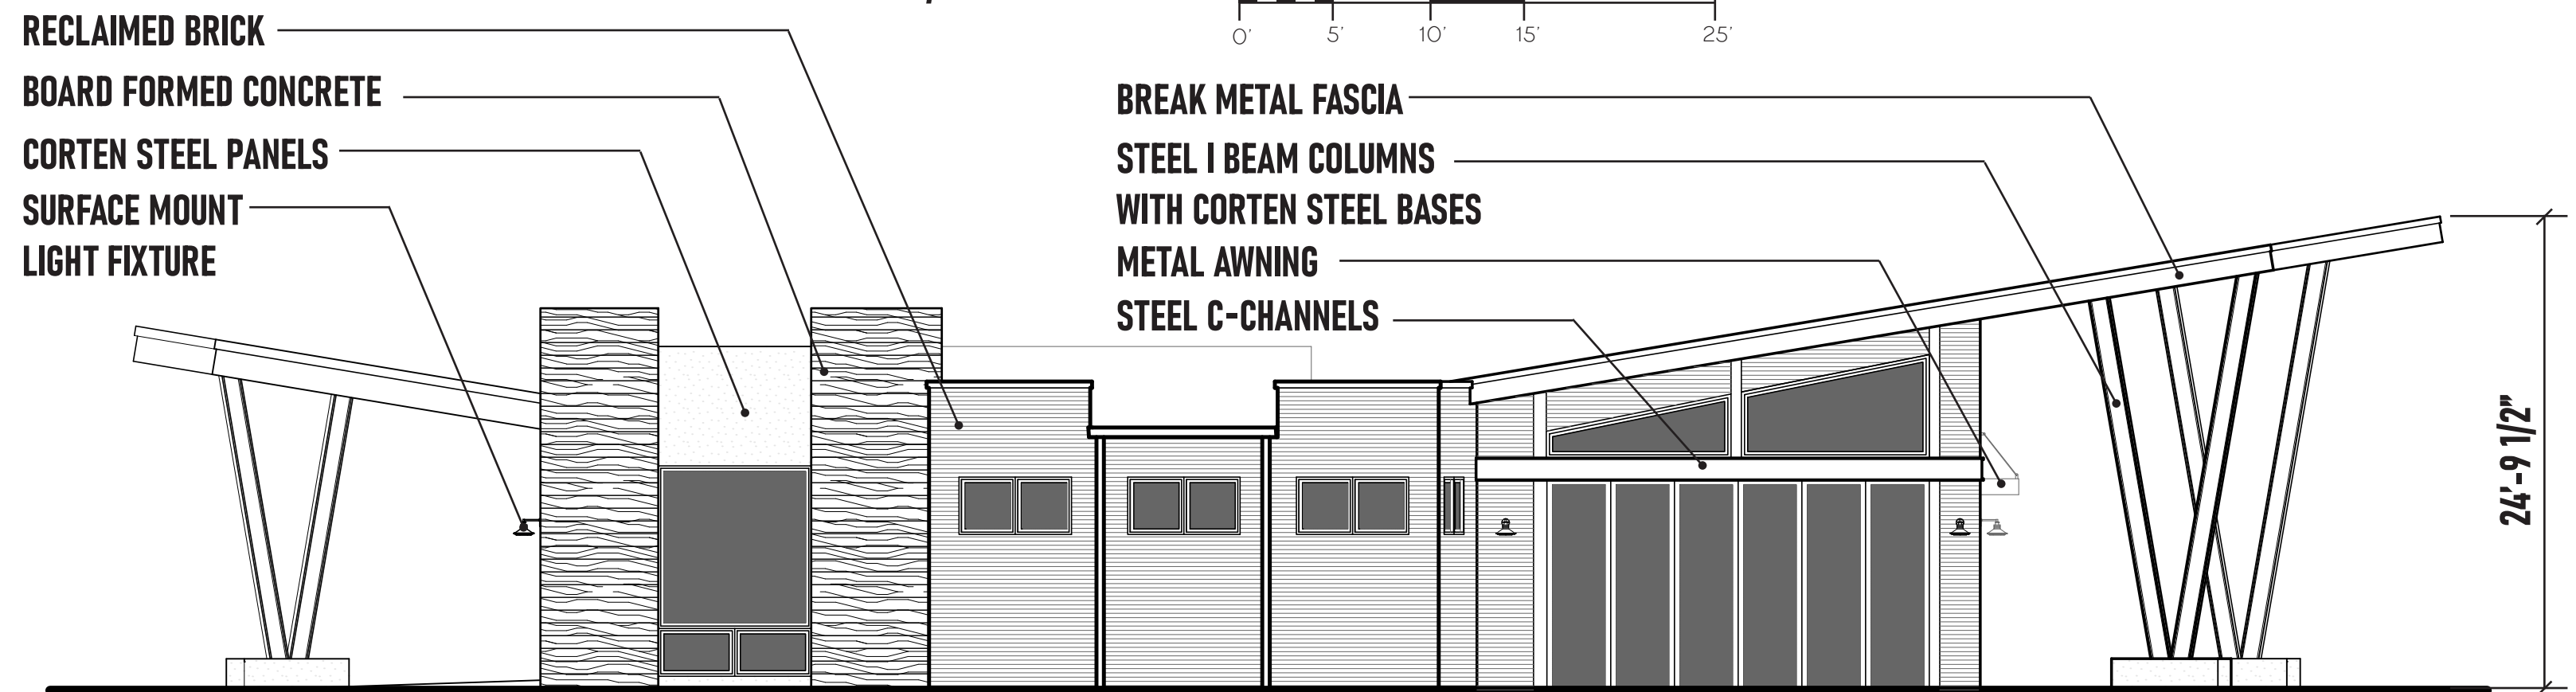 0' 5' 10' 15' 25'
RECLAIMED BRICK
BOARD FORMED CONCRETE
CORTEN STEEL PANELS
SURFACE MOUNT
LIGHT FIXTURE
BREAK METAL FASCIA
STEEL I BEAM COLUMNS
WITH CORTEN STEEL BASES
METAL AWNING
STEEL C-CHANNELS
24'-9 1/2"